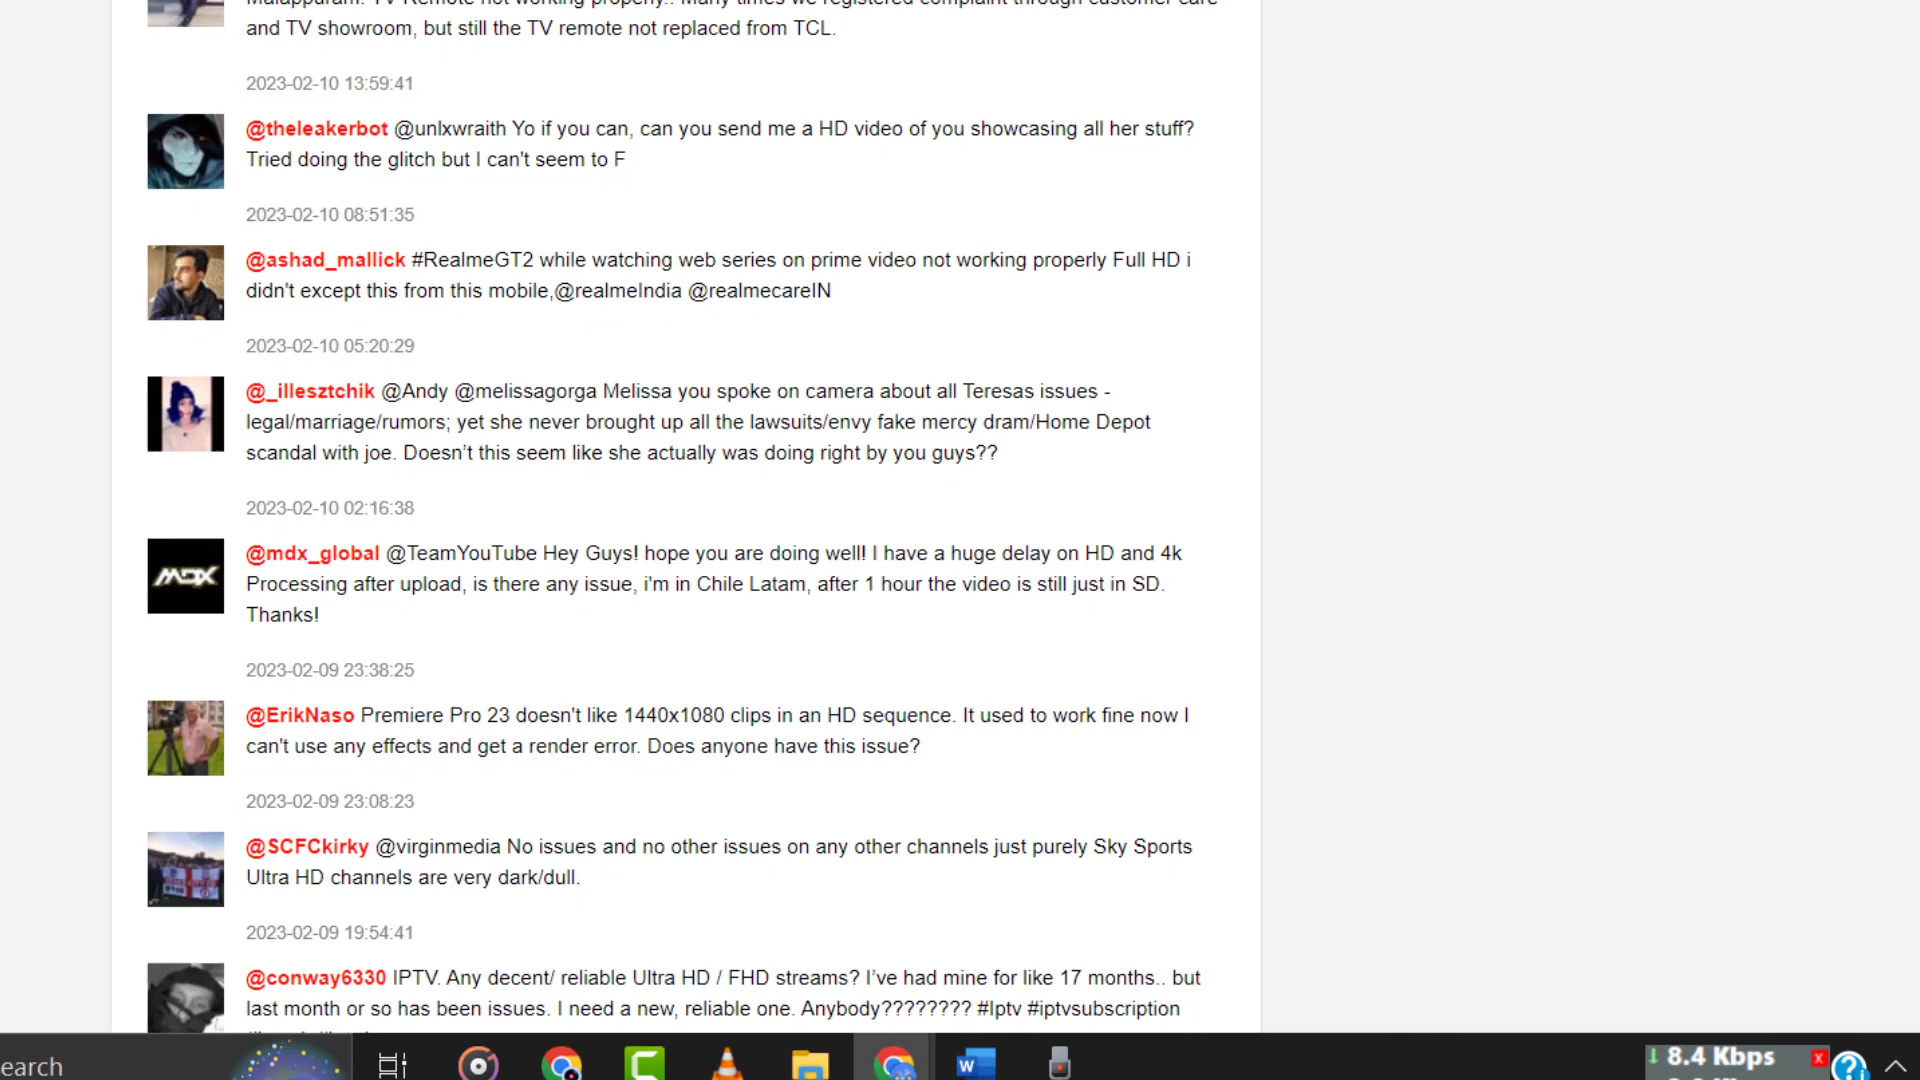 and TV showroom, but still the TV remote not replaced from TCL.
2023-02-10 13:59:41
@theleakerbot @unlxwraith Yo if you can, can you send me a HD video of you showcasing all her stuff?
Tried doing the glitch but I can't seem to F
2023-02-10 08:51:35
@ashad_mallick #RealmeGT2 while watching web series on prime video not working properly Full HD i
didn't except this from this mobile,@realmeIndia @realmecareIN
2023-02-10 05:20:29
@_illesztchik @Andy @melissagorga Melissa you spoke on camera about all Teresas issues -
legal/marriage/rumors; yet she never brought up all the lawsuits/envy fake mercy dram/Home Depot
scandal with joe. Doesn’t this seem like she actually was doing right by you guys??
2023-02-10 02:16:38
@mdx_global @TeamYouTube Hey Guys! hope you are doing well! I have a huge delay on HD and 4k
MDX
Processing after upload, is there any issue, i'm in Chile Latam, after 1 hour the video is still just in SD.
Thanks!
2023-02-09 23:38:25
@ErikNaso Premiere Pro 23 doesn't like 1440x1080 clips in an HD sequence. It used to work fine now I
can't use any effects and get a render error. Does anyone have this issue?
2023-02-09 23:08:23
@SCFCkirky @virginmedia No issues and no other issues on any other channels just purely Sky Sports
Ultra HD channels are very dark/dull.
2023-02-09 19:54:41
@conway6330 IPTV. Any decent/ reliable Ultra HD / FHD streams? I’ve had mine for like 17 months.. but
last month or so has been issues. I need a new, reliable one. Anybody???????? #Iptv #iptvsubscription
earch
W
8.4 Kbps
x